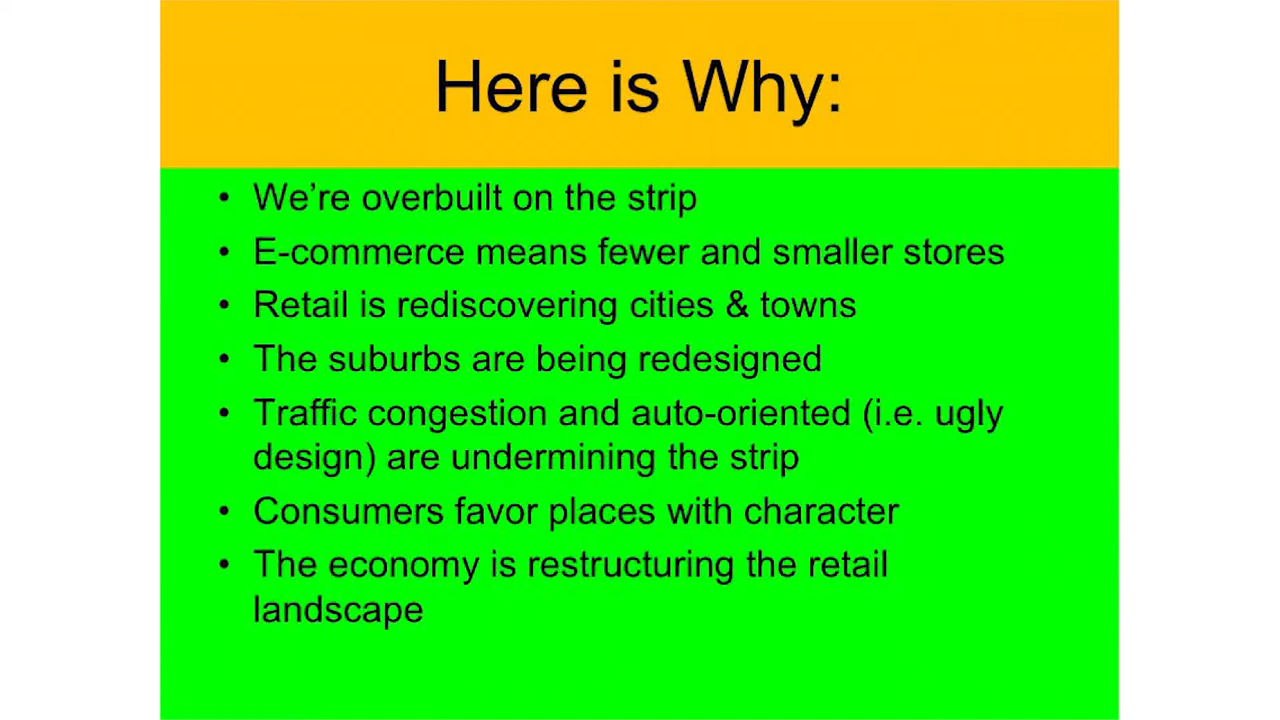 Here is Why:
• We’re overbuilt on the strip
• E-commerce means fewer and smaller stores
• Retail is rediscovering cities & towns
• The suburbs are being redesigned
• Traffic congestion and auto-oriented (i.e. ugly
design) are undermining the strip
• Consumers favor places with character
• The economy is restructuring the retail
landscape